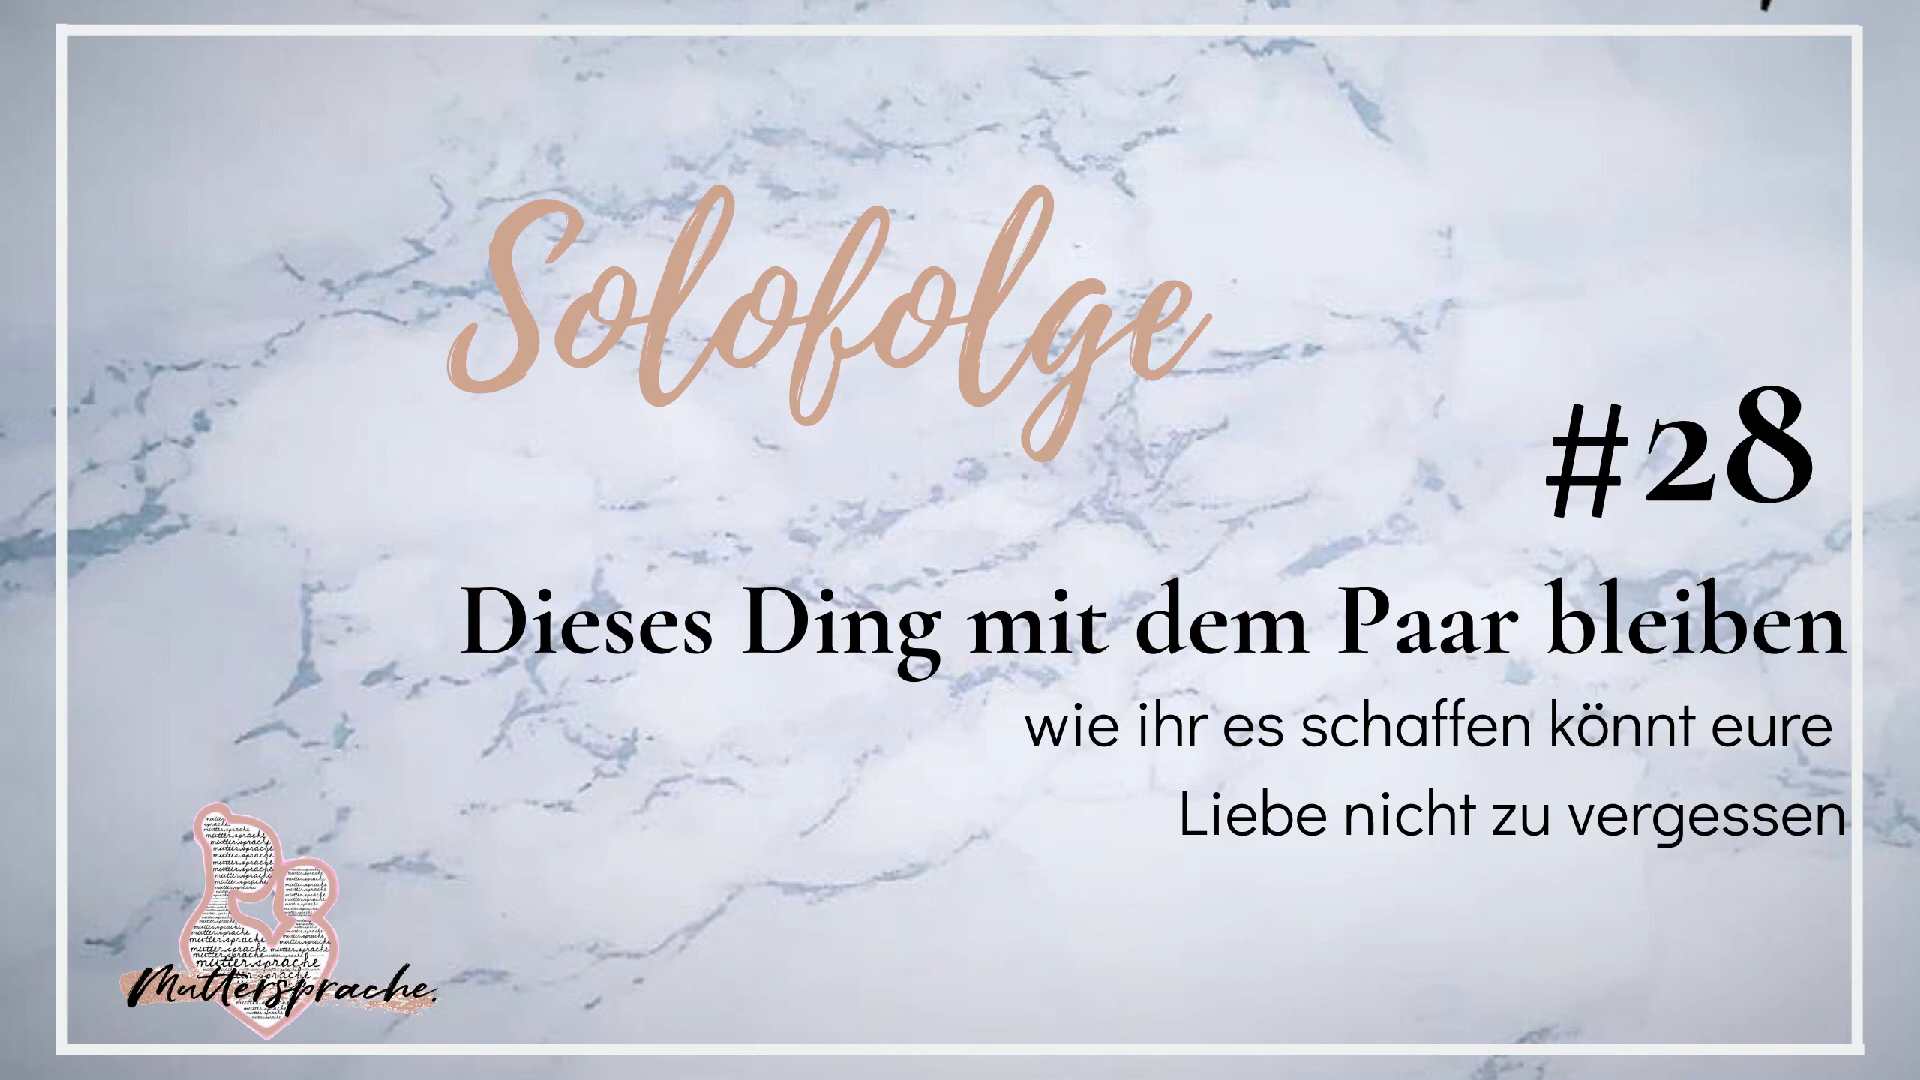 Solofolge
#28
Dieses Ding mit dem Paar bleiben
wie ihr es schaffen könnt eure
Liebe nicht zu vergessen
Muttersprache.